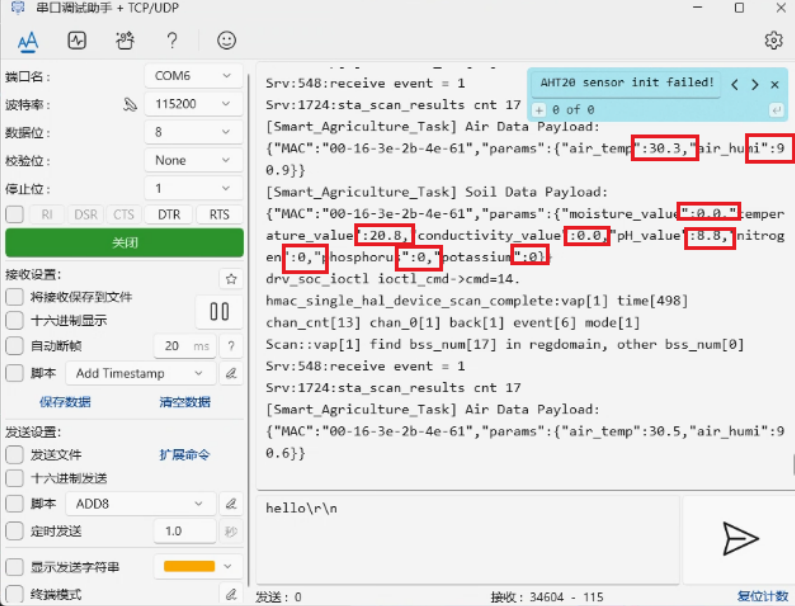 串口调试助手 + TCP/UDP
端口名:
COM6
波特率:
115200
数据位:
8
校验位:
None
停止位:
1
RI DSR CTS DTR RTS
关闭
接收设置:
将接收保存到文件
十六进制显示
自动断帧
20 ms ?
脚本
Add Timestamp
保存数据
清空数据
发送设置:
发送文件
扩展命令
十六进制发送
脚本
ADD8
定时发送
1.0
秒
显示发送字符串
终端模式
Srv:548:receive event = 1
Srv:1724:sta_scan_results cnt 17
[Smart_Agriculture_Task] Air Data Payload:
{"MAC":"00-16-3e-2b-4e-61","params":{"air_temp":30.3,"air_humi":9
0.9}}
[Smart_Agriculture_Task] Soil Data Payload:
{"MAC":"00-16-3e-2b-4e-61","params":{"moisture_value":0.0,"temper
ature_value":20.8,"conductivity_value":0.0,"pH_value":8.8,"nitrog
en":0,"phosphorus":0,"potassium":0}}
drv_soc_ioctl ioctl_cmd->cmd=14.
hmac_single_hal_device_scan_complete:vap[1] time[498]
chan_cnt[13] chan_0[1] back[1] event[6] mode[1]
Scan::vap[1] find bss_num[17] in regdomain, other bss_num[0]
Srv:548:receive event = 1
Srv:1724:sta_scan_results cnt 17
[Smart_Agriculture_Task] Air Data Payload:
{"MAC":"00-16-3e-2b-4e-61","params":{"air_temp":30.5,"air_humi":9
0.6}}
AHT20 sensor init failed!
0 of 0
hello\r\n
发送: 0
接收: 34604 - 115
复位计数